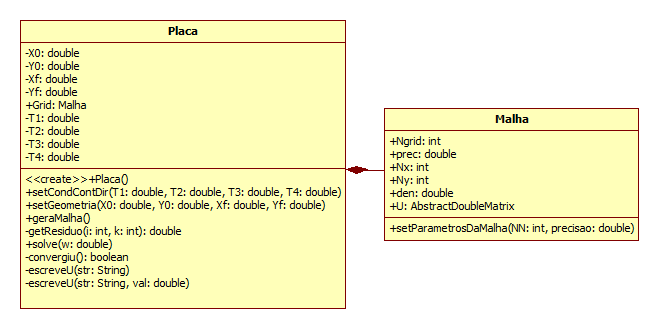 Placa
-X0: double
-Y0: double
-Xf: double
-Yf: double
+Grid: Malha
-T1: double
-T2: double
-T3: double
-T4: double
<<create>>+Placa()
+setCondContDir(T1: double, T2: double, T3: double, T4: double)
+setGeometria(X0: double, Y0: double, Xf: double, Yf: double)
+geraMalha()
-getResiduo(i: int, k: int): double
+solve(w: double)
-convergiu(): boolean
-escreveU(str: String)
-escreveU(str: String, val: double)
Malha
+Ngrid: int
+prec: double
+Nx: int
+Ny: int
+den: double
+U: AbstractDoubleMatrix
+setParametrosDaMalha(NN: int, precisao: double)